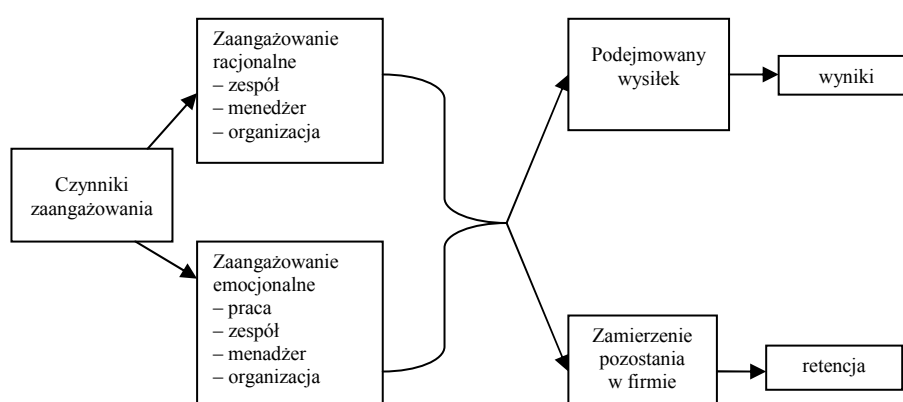 Zaangażowanie
racjonalne
– zespół
– menedżer
– organizacja
Podejmowany
wysiłek
wyniki
Czynniki
zaangażowania
Zaangażowanie
emocjonalne
– praca
– zespół
– menadżer
– organizacja
Zamierzenie
pozostania
w firmie
retencja